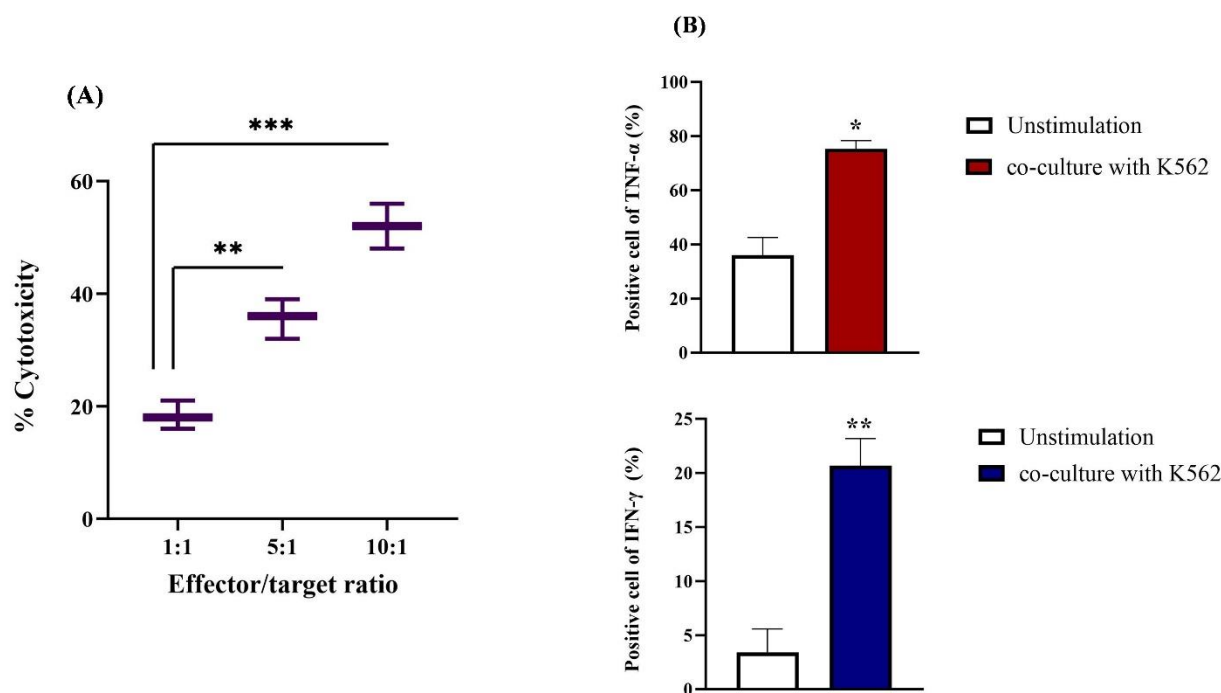 (A)
***
**
% Cytotoxicity
60
40
20
0
1:1
5:1
10:1
Effector/target ratio
(B)
Positive cell of TNF-α (%)
100
80
60
40
20
0
*
Unstimulation
co-culture with K562
Positive cell of IFN-γ (%)
25
20
15
10
5
0
**
Unstimulation
co-culture with K562